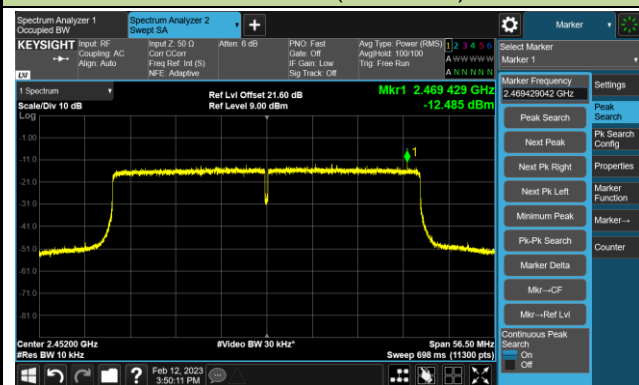 Spectrum Analyzer 1
Occupied BW
Spectrum Analyzer 2
Swept SA
Marker
KEYSIGHT
Input: RF
Coupling: AC
Align: Auto
Input Z: 50 Ω
Corr CCorr
Freq Ref: Int (S)
NFE: Adaptive
Atten: 6 dB
PNO: Fast
Gate: Off
IF Gain: Low
Sig Track: Off
Avg Type: Power (RMS)
Avg|Hold: 100/100
Trig: Free Run
1 2 3 4 5 6
A W W W W W
A N N N N N
LXI
Select Marker
Marker 1
Marker Frequency
2.469429042 GHz
Settings
Peak Search
Peak
Search
Next Peak
Pk Search
Config
Next Pk Right
Properties
Next Pk Left
Marker
Function
Minimum Peak
Marker→
Pk-Pk Search
Counter
Marker Delta
Mkr→CF
Mkr→Ref Lvl
Continuous Peak
Search
On
Off
1 Spectrum
Scale/Div 10 dB
Log
Ref Lvl Offset 21.60 dB
Ref Level 9.00 dBm
Mkr1 2.469 429 GHz
-12.485 dBm
1
-1.00
-11.0
-21.0
-31.0
-41.0
-51.0
-61.0
-71.0
-81.0
Center 2.45200 GHz
#Res BW 10 kHz
#Video BW 30 kHz*
Span 56.50 MHz
Sweep 698 ms (11300 pts)
?
Feb 12, 2023
3:50:11 PM